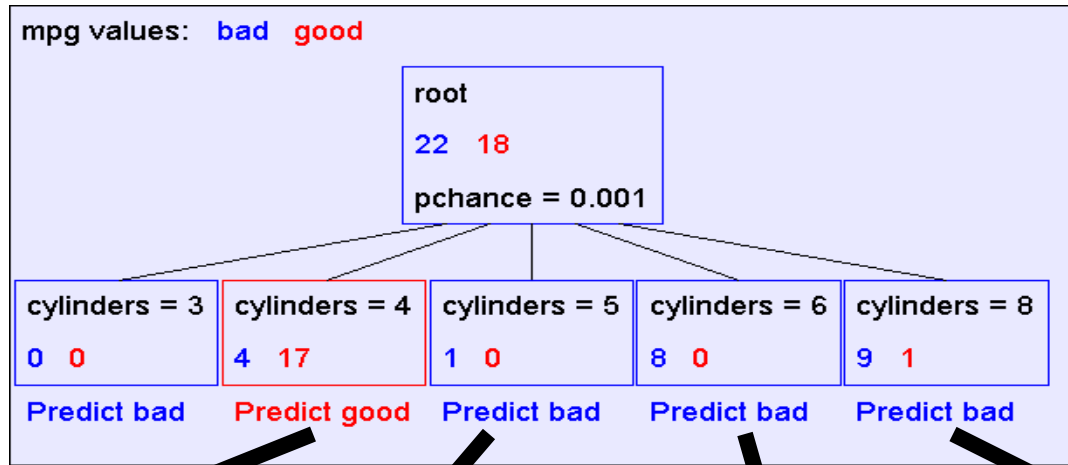 mpg values: bad good
root
22 18
pchance = 0.001
cylinders = 3 cylinders = 4 cylinders = 5 cylinders = 6 cylinders = 8
0 0 4 17 1 0 8 0 9 1
Predict bad Predict good Predict bad Predict bad Predict bad